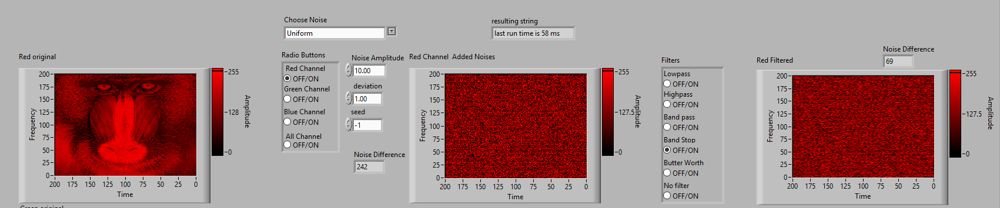 Choose Noise
Uniform
resulting string
last run time is 58 ms
Red original
200
175
150
125
100
75
50
25
0
Frequency
200 175 150 125 100 75 50 25 0
Time
255
128
0
Amplitude
Radio Buttons
Red Channel
OFF/ON
Green Channel
OFF/ON
Blue Channel
OFF/ON
All Channel
OFF/ON
Noise Amplitude
10.00
deviation
1.00
seed
-1
Noise Difference
242
Red Channel Added Noises
200
175
150
125
100
75
50
25
0
Frequency
200 175 150 125 100 75 50 25 0
Time
255
127.5
0
Amplitude
Filters
Lowpass
OFF/ON
Highpass
OFF/ON
Band pass
OFF/ON
Band Stop
OFF/ON
Butter Worth
OFF/ON
No filter
OFF/ON
Noise Difference
69
Red Filtered
200
175
150
125
100
75
50
25
0
Frequency
200 175 150 125 100 75 50 25 0
Time
255
127.5
0
Amplitude